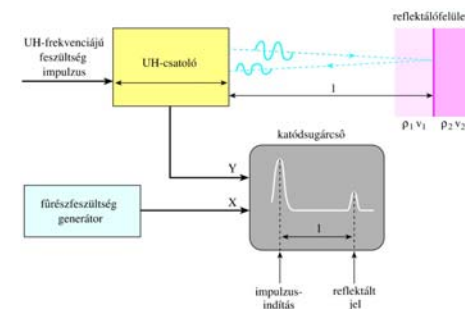 reflektálófelület
UH-frekvenciájú
feszültség
impulzus
UH-csatoló
l
ρ₁ v₁
ρ₂ v₂
katódsugárcső
Y
X
fűrészfeszültség
generátor
l
impulzus-
indítás
reflektált
jel